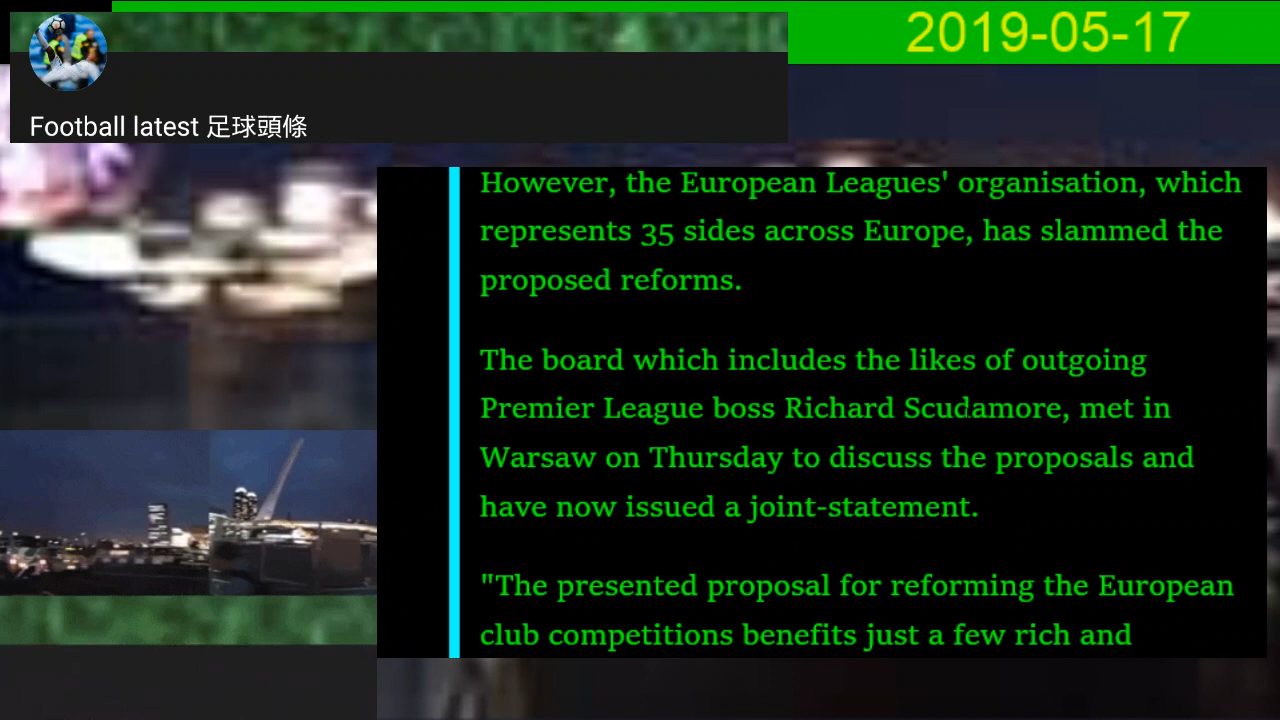 2019-05-17
Football latest 足球頭條
However, the European Leagues' organisation, which
represents 35 sides across Europe, has slammed the
proposed reforms.
The board which includes the likes of outgoing
Premier League boss Richard Scudamore, met in
Warsaw on Thursday to discuss the proposals and
have now issued a joint-statement.
"The presented proposal for reforming the European
club competitions benefits just a few rich and